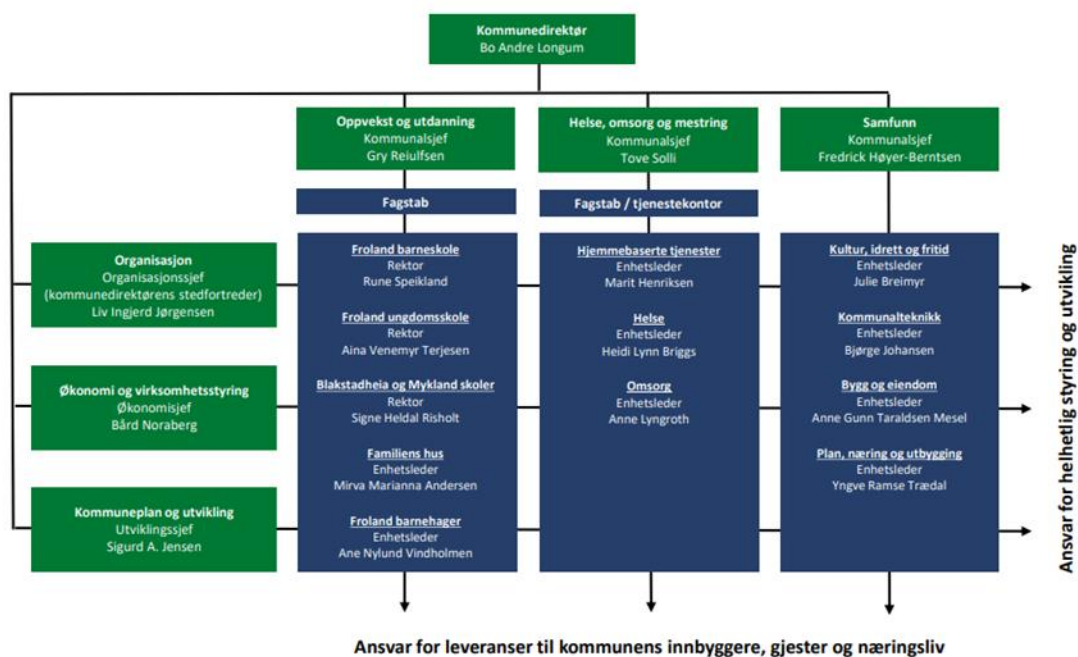 Kommunedirektør
Bo Andre Longum
Oppvekst og utdanning
Kommunalsjef
Gry Reiulfsen
Helse, omsorg og mestring
Kommunalsjef
Tove Solli
Samfunn
Kommunalsjef
Fredrick Høyer-Berntsen
Fagstab
Fagstab / tjenestekontor
Organisasjon
Organisasjonssjef
(kommunedirektørens stedfortreder)
Liv Ingjerd Jørgensen
Økonomi og virksomhetsstyring
Økonomisjef
Bård Noraberg
Kommuneplan og utvikling
Utviklingssjef
Sigurd A. Jensen
Froland barneskole
Rektor
Rune Speikland
Froland ungdomsskole
Rektor
Aina Venemyr Terjesen
Blakstadheia og Mykland skoler
Rektor
Signe Heldal Risholt
Familiens hus
Enhetsleder
Mirva Marianna Andersen
Froland barnehager
Enhetsleder
Ane Nylund Vindholmen
Hjemmebaserte tjenester
Enhetsleder
Marit Henriksen
Helse
Enhetsleder
Heidi Lynn Briggs
Omsorg
Enhetsleder
Anne Lyngroth
Kultur, idrett og fritid
Enhetsleder
Julie Breimyr
Kommunalteknikk
Enhetsleder
Bjørge Johansen
Bygg og eiendom
Enhetsleder
Anne Gunn Taraldsen Mesel
Plan, næring og utbygging
Enhetsleder
Yngve Ramse Trædal
Ansvar for helhetlig styring og utvikling
Ansvar for leveranser til kommunens innbyggere, gjester og næringsliv